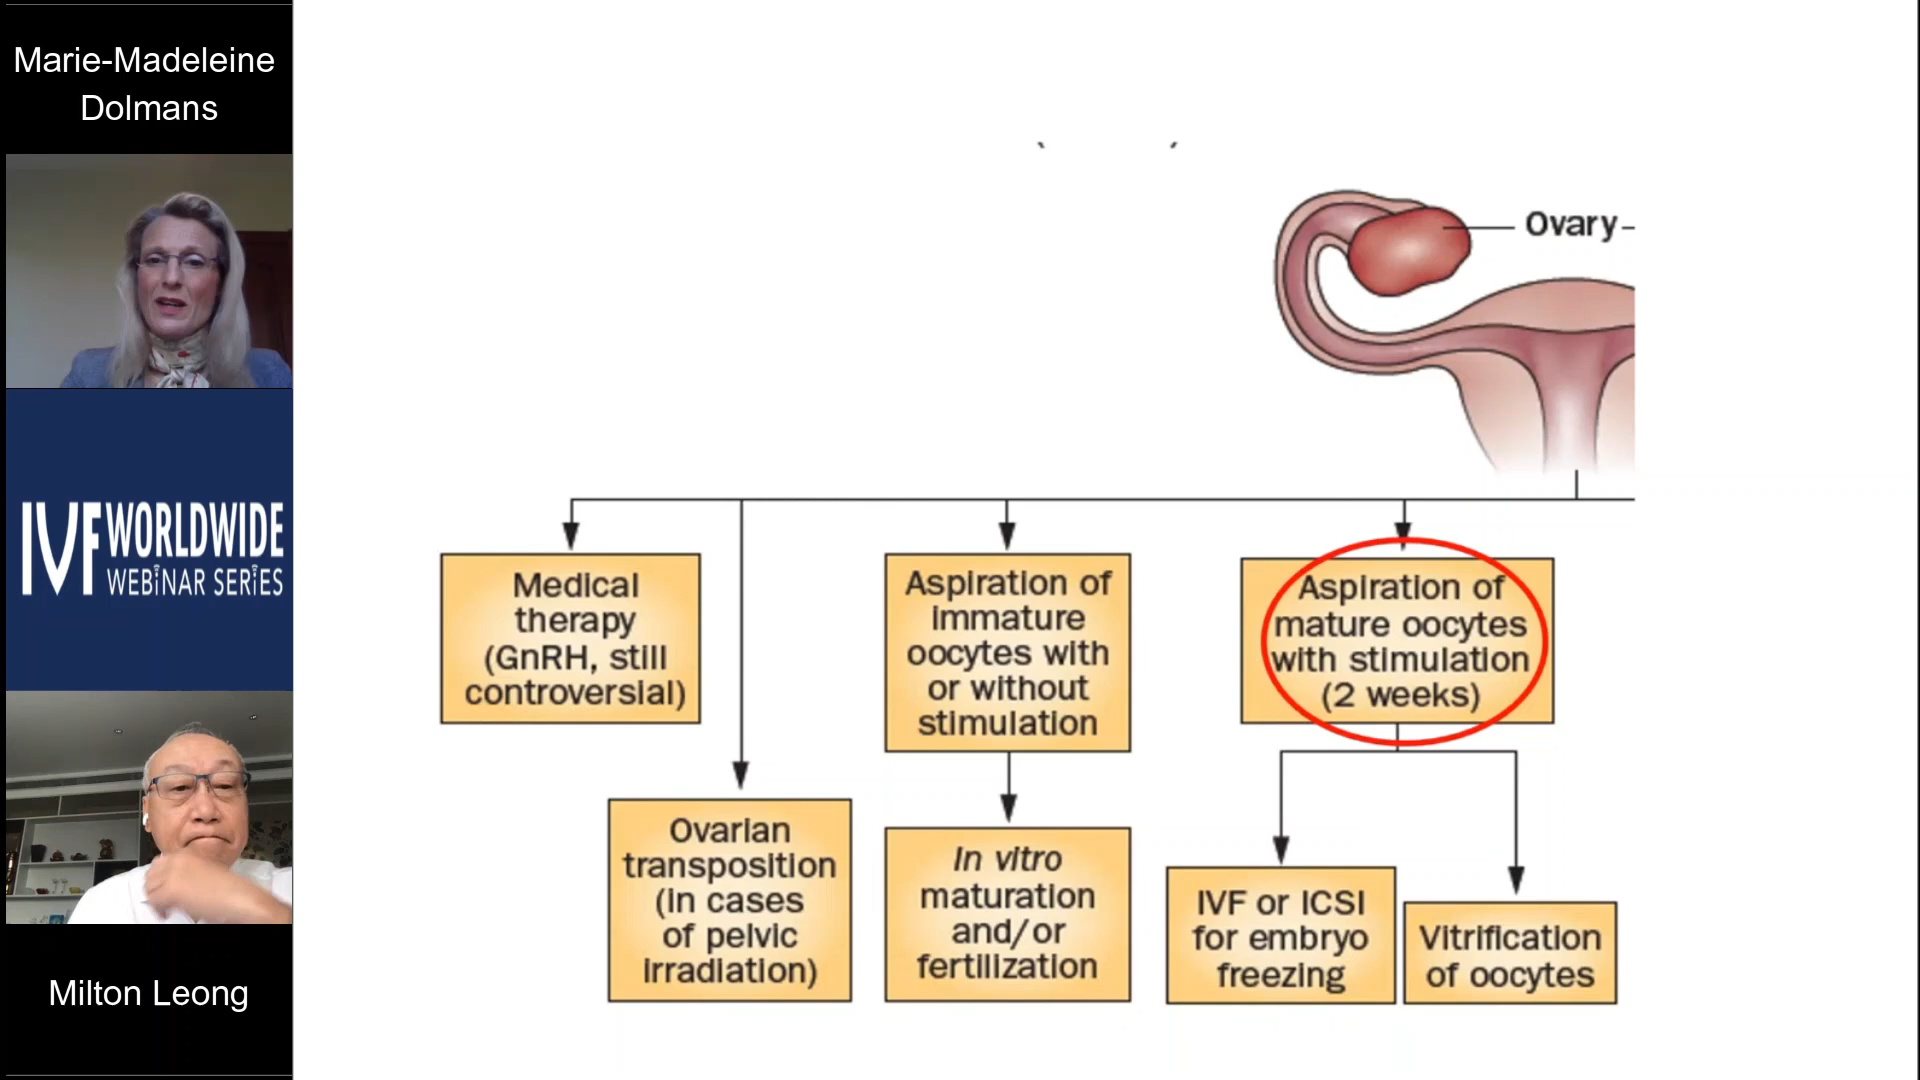 Marie-Madeleine
Dolmans
IVF WORLDWIDE
WEBINAR SERIES
Milton Leong
Ovary
Medical
therapy
(GnRH, still
controversial)
Ovarian
transposition
(in cases
of pelvic
irradiation)
Aspiration of
immature
oocytes with
or without
stimulation
In vitro
maturation
and/or
fertilization
Aspiration of
mature oocytes
with stimulation
(2 weeks)
IVF or ICSI
for embryo
freezing
Vitrification
of oocytes